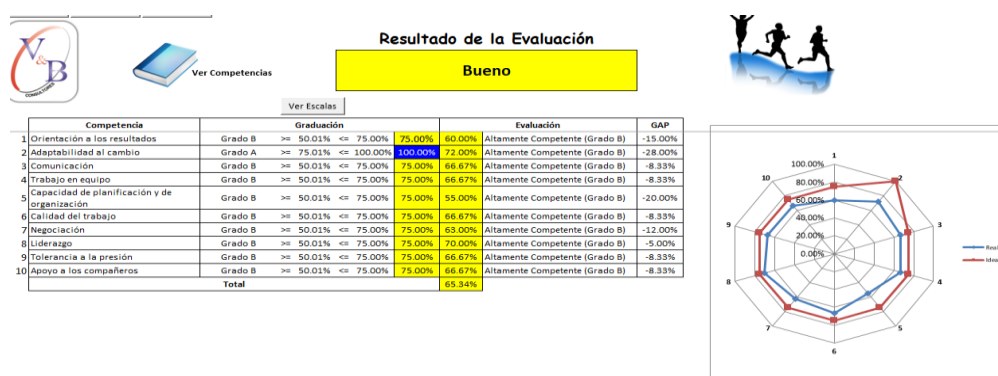 V&B
CONSULTORES
Ver Competencias
Resultado de la Evaluación
Bueno
Ver Escalas
Competencia Graduación Evaluación GAP
1 Orientación a los resultados Grado B >= 50.01% <= 75.00% 75.00% 60.00% Altamente Competente (Grado B) -15.00%
2 Adaptabilidad al cambio Grado A >= 75.01% <= 100.00% 100.00% 72.00% Altamente Competente (Grado B) -28.00%
3 Comunicación Grado B >= 50.01% <= 75.00% 75.00% 66.67% Altamente Competente (Grado B) -8.33%
4 Trabajo en equipo Grado B >= 50.01% <= 75.00% 75.00% 66.67% Altamente Competente (Grado B) -8.33%
5 Capacidad de planificación y de organización Grado B >= 50.01% <= 75.00% 75.00% 55.00% Altamente Competente (Grado B) -20.00%
6 Calidad del trabajo Grado B >= 50.01% <= 75.00% 75.00% 66.67% Altamente Competente (Grado B) -8.33%
7 Negociación Grado B >= 50.01% <= 75.00% 75.00% 63.00% Altamente Competente (Grado B) -12.00%
8 Liderazgo Grado B >= 50.01% <= 75.00% 75.00% 70.00% Altamente Competente (Grado B) -5.00%
9 Tolerancia a la presión Grado B >= 50.01% <= 75.00% 75.00% 66.67% Altamente Competente (Grado B) -8.33%
10 Apoyo a los compañeros Grado B >= 50.01% <= 75.00% 75.00% 66.67% Altamente Competente (Grado B) -8.33%
Total 65.34%
1
2
3
4
5
6
7
8
9
10
100.00%
80.00%
60.00%
40.00%
20.00%
0.00%
Real
Idea